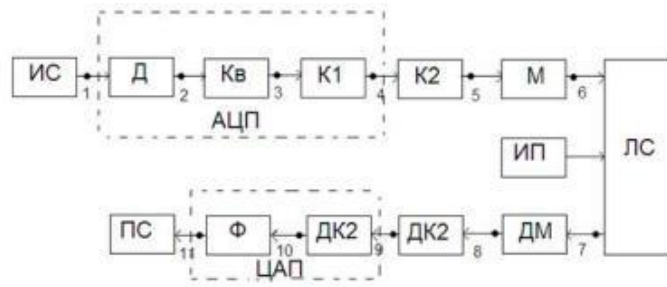 ИС Д Кв К1 К2 М ЛС
1 2 3 4 5 6
АЦП
ИП
ПС Ф ДК2 ДК2 ДМ
11 10 9 8 7
ЦАП